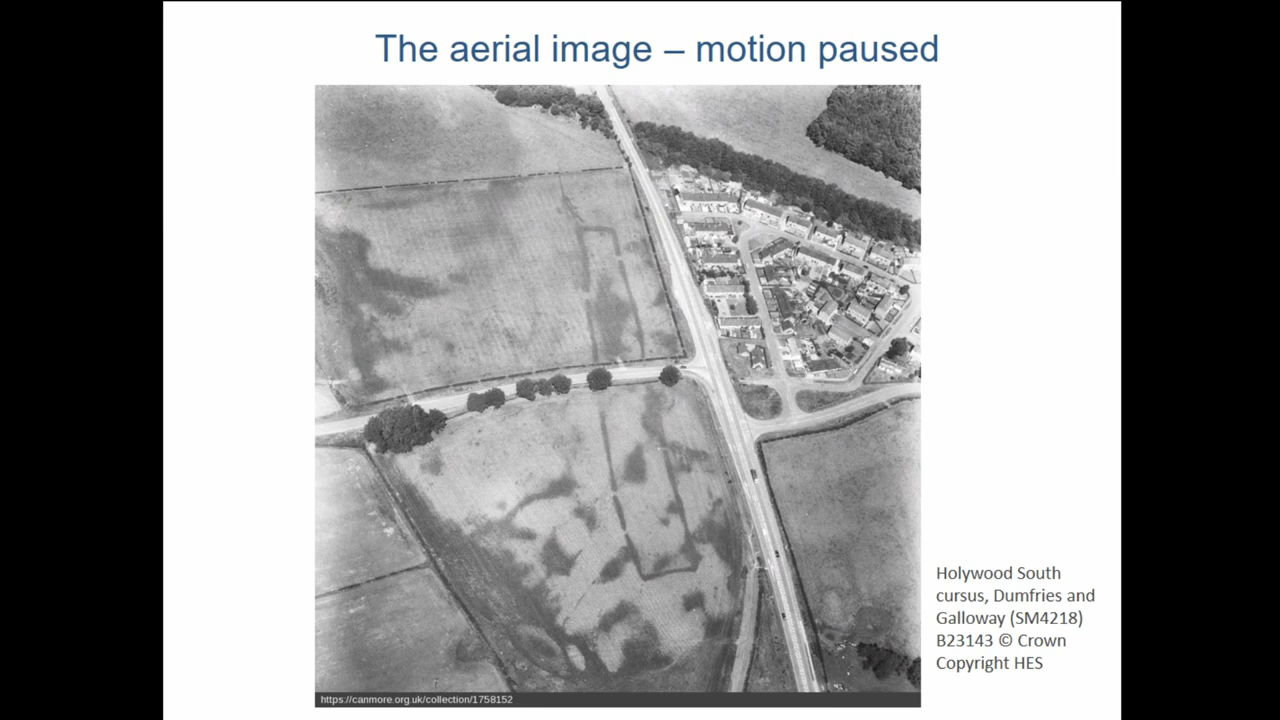 The aerial image – motion paused
Holywood South
cursus, Dumfries and
Galloway (SM4218)
B23143 © Crown
Copyright HES
https://canmore.org.uk/collection/1758152